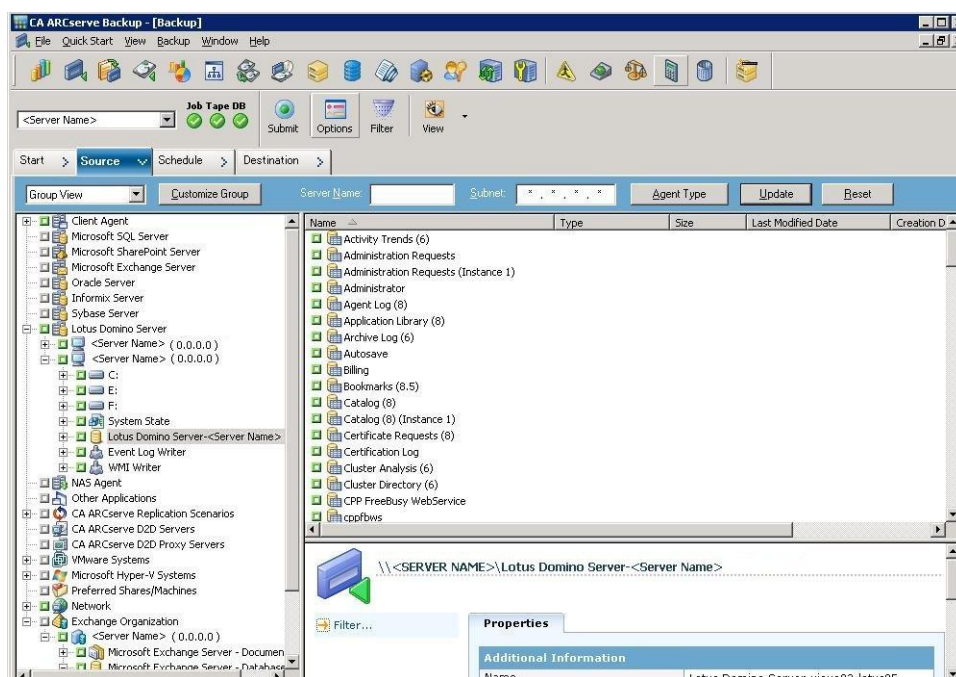 CA ARCserve Backup - [Backup]
File Quick Start View Backup Window Help
<Server Name>
Job Tape DB
Submit Options Filter View
Start > Source Schedule > Destination >
Group View Customize Group Server Name: Subnet: * . * . * . * Agent Type Update Reset
Client Agent
Microsoft SQL Server
Microsoft SharePoint Server
Microsoft Exchange Server
Oracle Server
Informix Server
Sybase Server
Lotus Domino Server
<Server Name> ( 0.0.0.0 )
<Server Name> ( 0.0.0.0 )
C:
E:
F:
System State
Lotus Domino Server-<Server Name>
Event Log Writer
WMI Writer
NAS Agent
Other Applications
CA ARCserve Replication Scenarios
CA ARCserve D2D Servers
CA ARCserve D2D Proxy Servers
VMware Systems
Microsoft Hyper-V Systems
Preferred Shares/Machines
Network
Exchange Organization
<Server Name> ( 0.0.0.0 )
Microsoft Exchange Server - Documen
Microsoft Exchange Server - Database
Name Type Size Last Modified Date Creation D
Activity Trends (6)
Administration Requests
Administration Requests (Instance 1)
Administrator
Agent Log (8)
Application Library (8)
Archive Log (6)
Autosave
Billing
Bookmarks (8.5)
Catalog (8)
Catalog (8) (Instance 1)
Certificate Requests (8)
Certification Log
Cluster Analysis (6)
Cluster Directory (6)
CPP FreeBusy WebService
cppfbws
\\<SERVER NAME>\Lotus Domino Server-<Server Name>
Filter...
Properties
Additional Information
Name